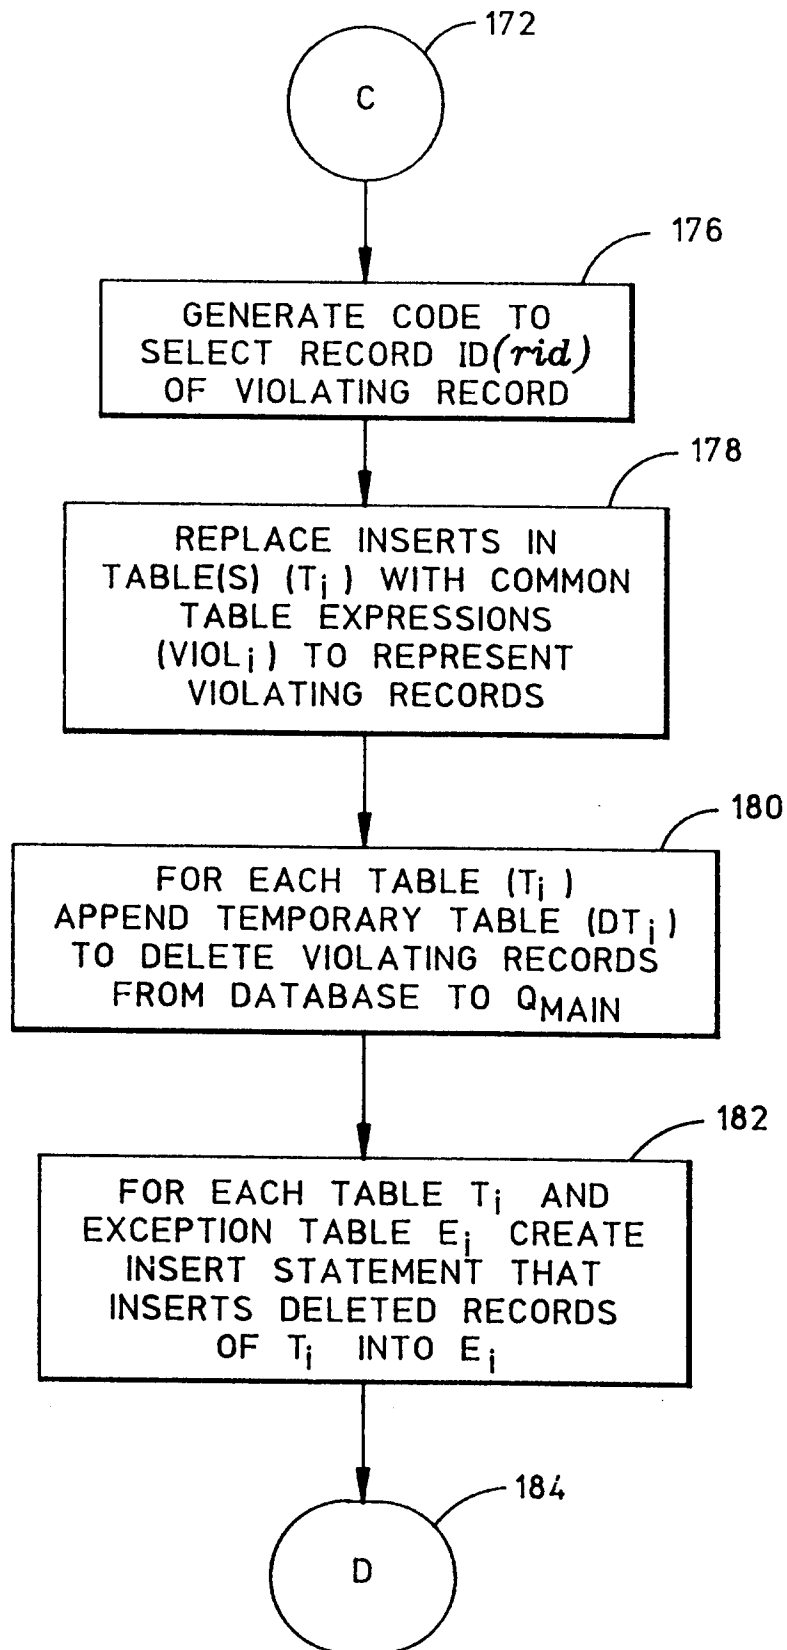 172
C
176
GENERATE CODE TO
SELECT RECORD ID(rid)
OF VIOLATING RECORD
178
REPLACE INSERTS IN
TABLE(S) (Ti) WITH COMMON
TABLE EXPRESSIONS
(VIOLi) TO REPRESENT
VIOLATING RECORDS
180
FOR EACH TABLE (Ti)
APPEND TEMPORARY TABLE (DTi)
TO DELETE VIOLATING RECORDS
FROM DATABASE TO QMAIN
182
FOR EACH TABLE Ti AND
EXCEPTION TABLE Ei CREATE
INSERT STATEMENT THAT
INSERTS DELETED RECORDS
OF Ti INTO Ei
184
D